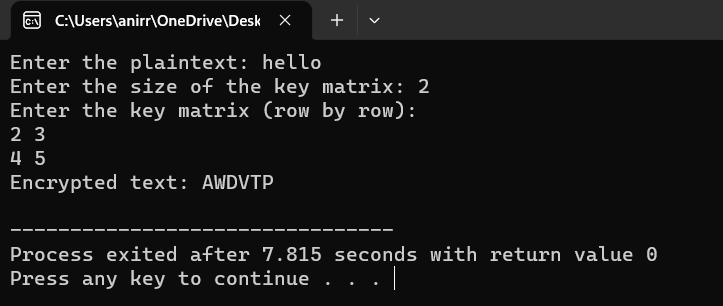 C:\Users\anirr\OneDrive\Desk
Enter the plaintext: hello
Enter the size of the key matrix: 2
Enter the key matrix (row by row):
2 3
4 5
Encrypted text: AWDVTP
--------------------------------
Process exited after 7.815 seconds with return value 0
Press any key to continue . . .